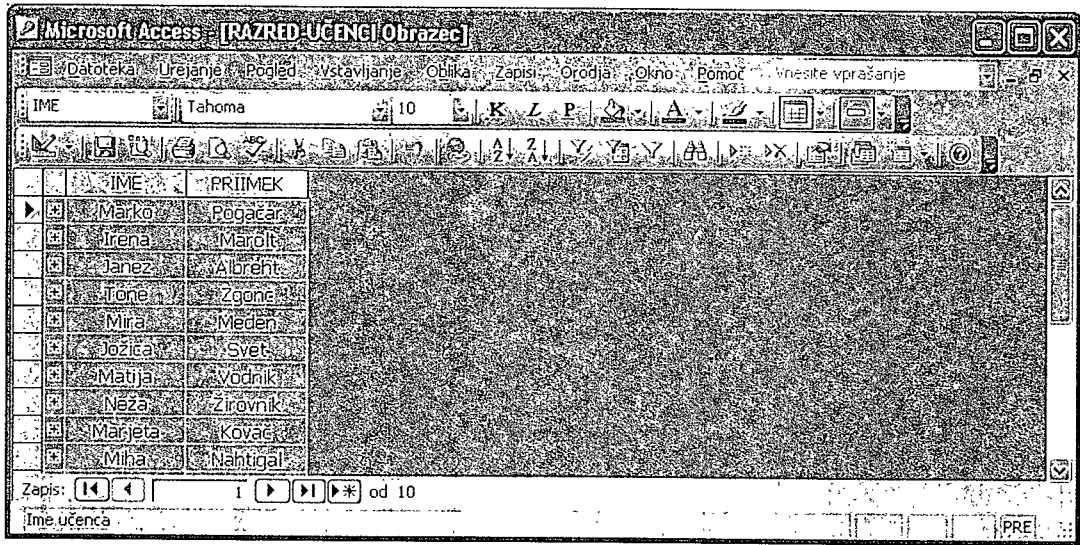 Microsoft Access - [RAZRED-UČENCI Obrazec]
Datoteka Urejanje Pogled Vstavljanje Oblika Zapisi Orodja Okno Pomoč Vnesite vprašanje
IME Tahoma 10 K L P A
IME PRIIMEK
Marko Pogačar
Irena Marolt
Janez Albreht
Tone Zgonc
Mira Meden
Jožica Svet
Matija Vodnik
Neža Žirovnik
Marjeta Kovač
Miha Nahtigal
Zapis: 1 od 10
Ime učenca PRE